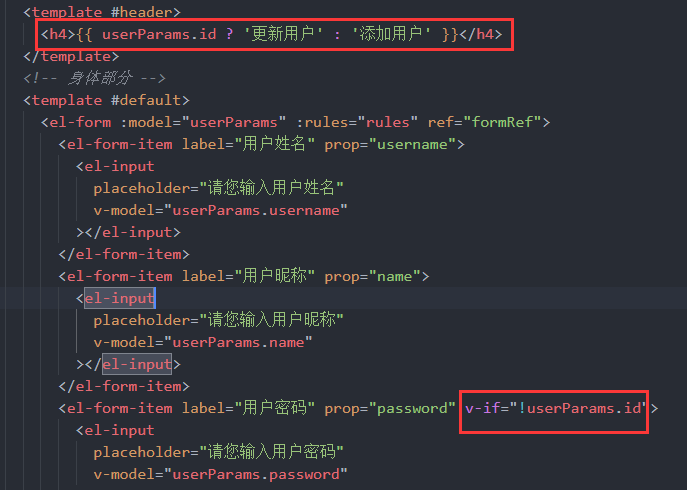 <template #header>
<h4>{{ userParams.id ? '更新用户' : '添加用户' }}</h4>
</template>
<!-- 身体部分 -->
<template #default>
<el-form :model="userParams" :rules="rules" ref="formRef">
<el-form-item label="用户姓名" prop="username">
<el-input
placeholder="请您输入用户姓名"
v-model="userParams.username"
></el-input>
</el-form-item>
<el-form-item label="用户昵称" prop="name">
<el-input
placeholder="请您输入用户昵称"
v-model="userParams.name"
></el-input>
</el-form-item>
<el-form-item label="用户密码" prop="password" v-if="!userParams.id">
<el-input
placeholder="请您输入用户密码"
v-model="userParams.password"